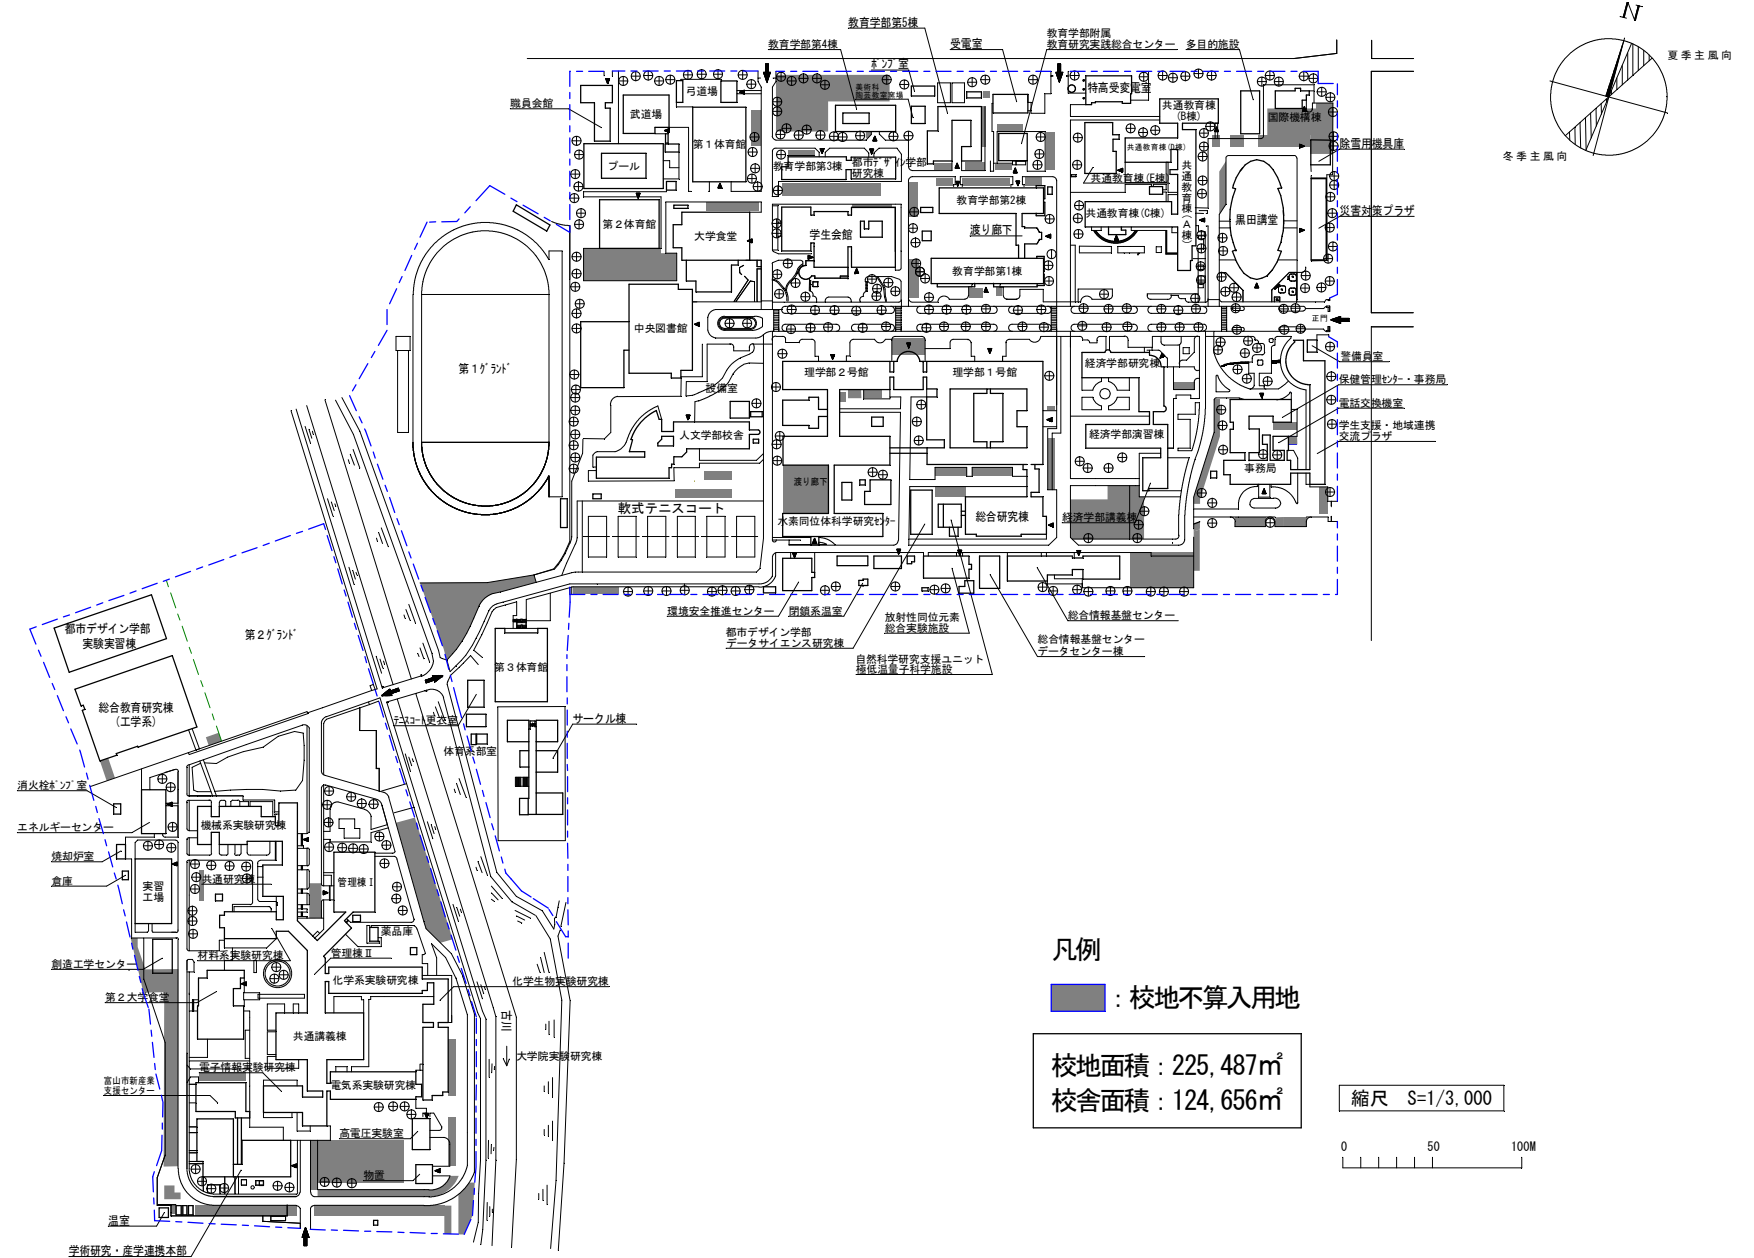 N
夏季主風向
冬季主風向
教育学部第5棟
教育学部第4棟
受電室
教育学部附属
教育研究実践総合センター
多目的施設
ポンプ室
職員会館
弓道場
武道場
第1体育館
プール
美術科
特高受変電室
共通教育棟
(B棟)
国際機構棟
除雪用機具庫
教育学部第3棟
都市デザイン学部
研究棟
共通教育棟(D棟)
共通教育棟(E棟)
共通教育棟(A棟)
第2体育館
大学食堂
学生会館
教育学部第2棟
渡り廊下
教育学部第1棟
共通教育棟(C棟)
黒田講堂
災害対策プラザ
中央図書館
正門
第1グランド
設備室
理学部2号館
理学部1号館
経済学部研究棟
警備員室
保健管理センター・事務局
電話交換機室
学生支援・地域連携
交流プラザ
人文学部校舎
経済学部演習棟
事務局
渡り廊下
軟式テニスコート
水素同位体科学研究センター
総合研究棟
経済学部講義棟
環境安全推進センター
閉鎖系温室
都市デザイン学部
データサイエンス研究棟
放射性同位元素
総合実験施設
自然科学研究支援ユニット
極低温量子科学施設
総合情報基盤センター
総合情報基盤センター
データセンター棟
都市デザイン学部
実験実習棟
第2グランド
総合教育研究棟
(工学系)
第3体育館
テニスコート更衣室
体育系部室
サークル棟
消火栓ポンプ室
エネルギーセンター
機械系実験研究棟
焼却炉室
倉庫
実習
工場
共通研究棟
管理棟Ⅰ
薬品庫
創造工学センター
材料系実験研究棟
管理棟Ⅱ
化学系実験研究棟
化学生物実験研究棟
第2大学食堂
共通講義棟
古川
大学院実験研究棟
電子情報実験研究棟
富山市新産業
支援センター
電気系実験研究棟
高電圧実験室
物置
温室
学術研究・産学連携本部
凡例
：校地不算入用地
校地面積：225,487㎡
校舎面積：124,656㎡
縮尺 S=1/3,000
0 50 100M